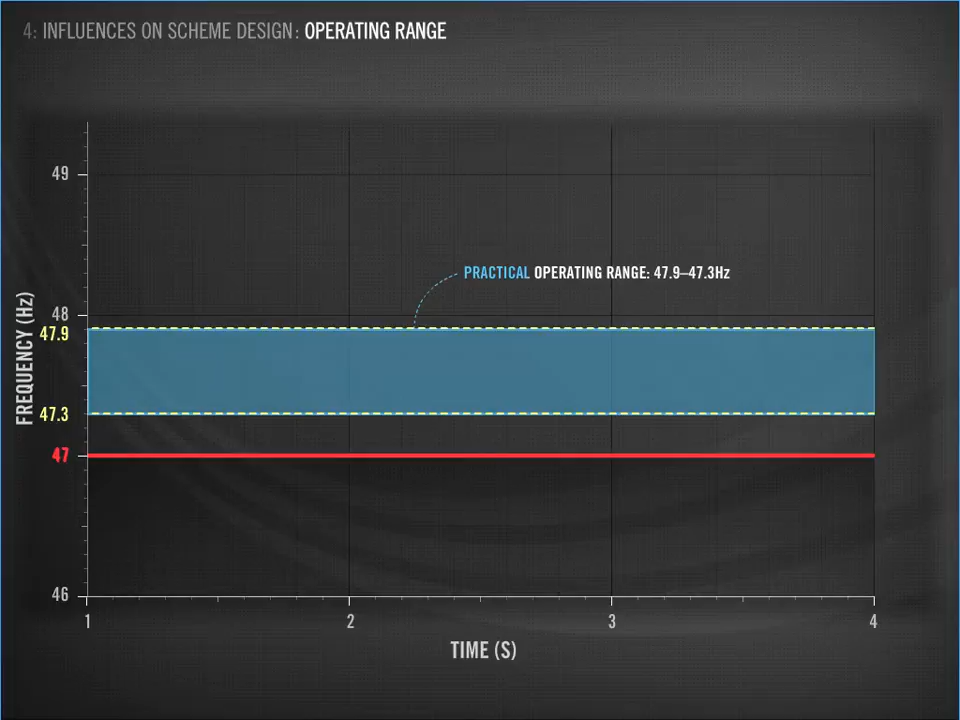 4: INFLUENCES ON SCHEME DESIGN: OPERATING RANGE
49
PRACTICAL OPERATING RANGE: 47.9–47.3Hz
48
47.9
FREQUENCY (Hz)
47.3
47
46
1 2 3 4
TIME (S)